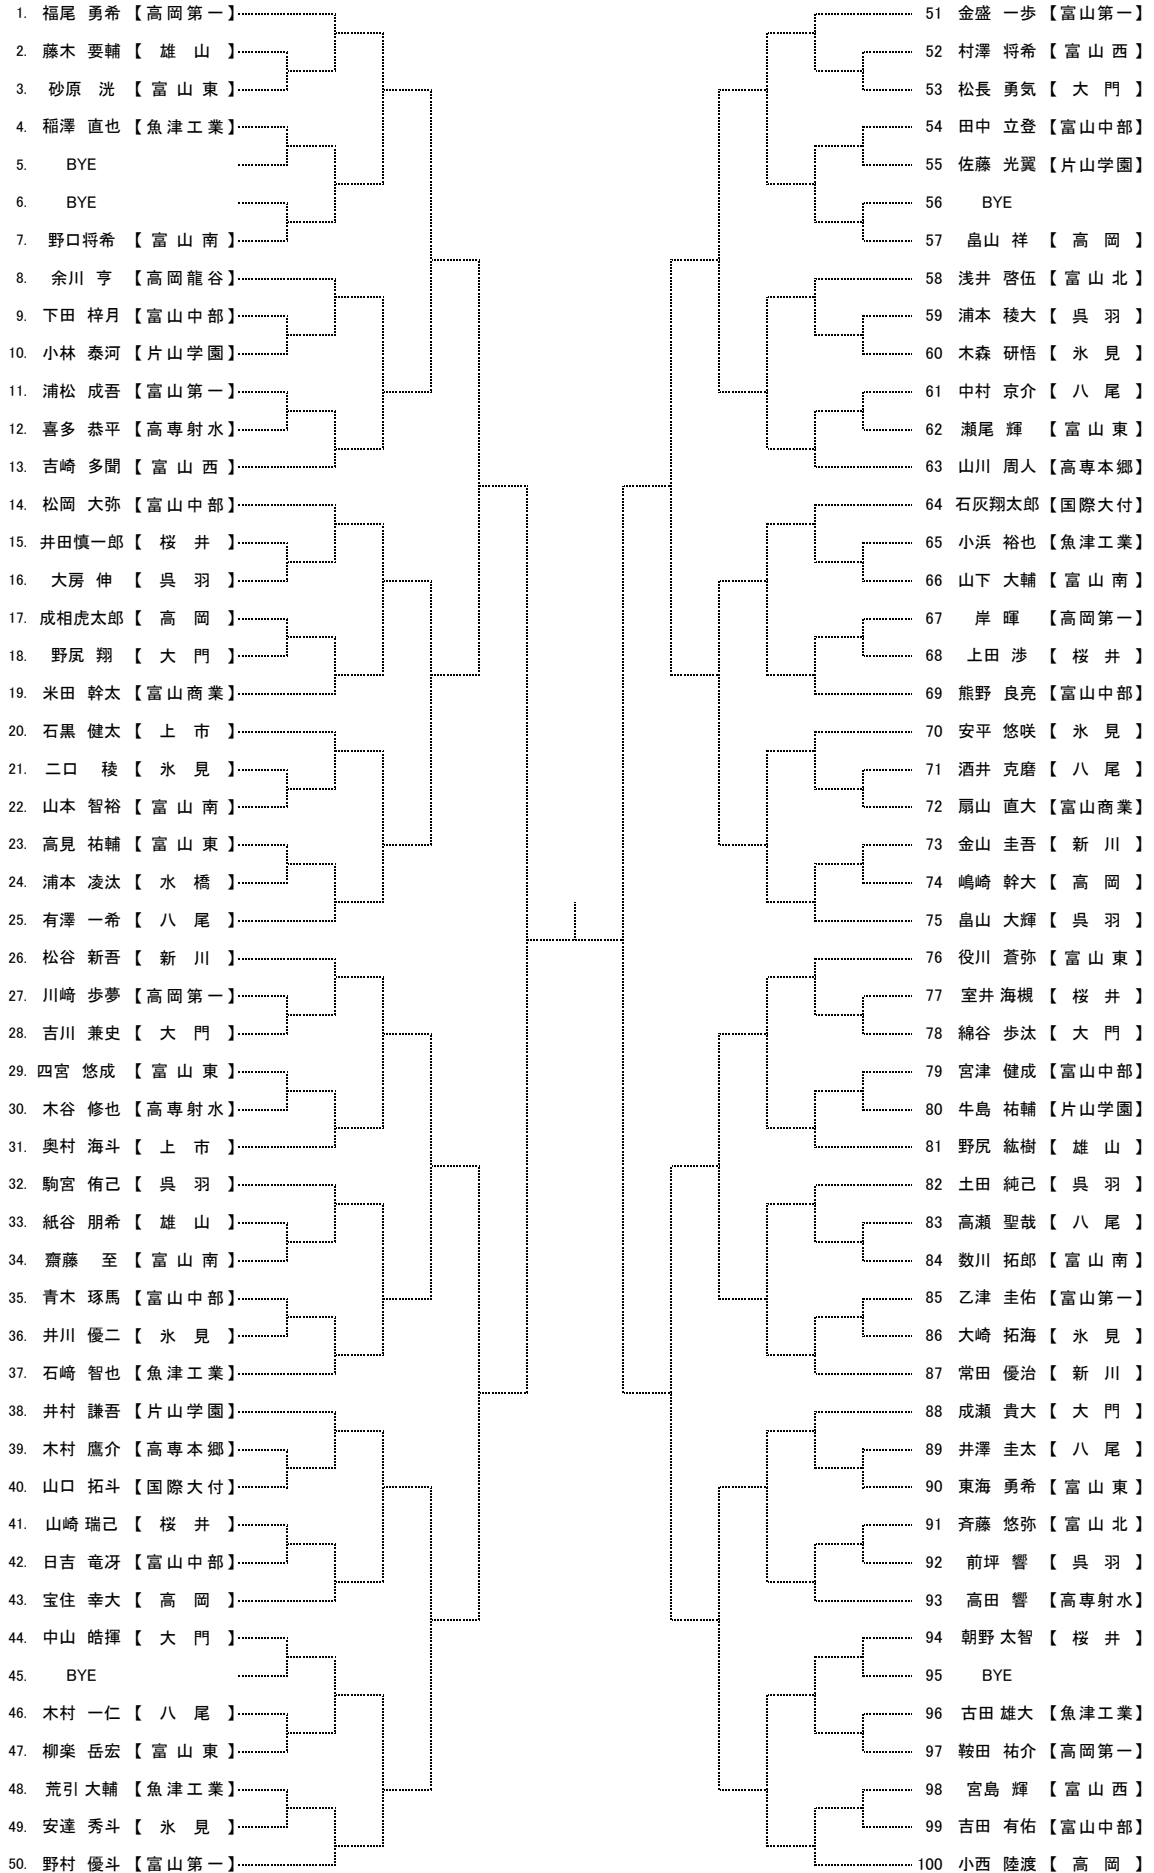 1. 福尾 勇希 【高岡第一】
2. 藤木 要輔 【 雄 山 】
3. 砂原 洸 【富山東】
4. 稲澤 直也 【魚津工業】
5. BYE
6. BYE
7. 野口将希 【富山南】
8. 余川 亨 【高岡龍谷】
9. 下田 梓月 【富山中部】
10. 小林 泰河 【片山学園】
11. 浦松 成吾 【富山第一】
12. 喜多 恭平 【高専射水】
13. 吉崎 多聞 【富山西】
14. 松岡 大弥 【富山中部】
15. 井田慎一郎 【 桜 井 】
16. 大房 伸 【 呉 羽 】
17. 成相虎太郎 【 高 岡 】
18. 野尻 翔 【 大 門 】
19. 米田 幹太 【富山商業】
20. 石黒 健太 【 上 市 】
21. 二口 稜 【 氷 見 】
22. 山本 智裕 【富山南】
23. 高見 祐輔 【富山東】
24. 浦本 凌汰 【 水 橋 】
25. 有澤 一希 【 八 尾 】
26. 松谷 新吾 【 新 川 】
27. 川﨑 歩夢 【高岡第一】
28. 吉川 兼史 【 大 門 】
29. 四宮 悠成 【富山東】
30. 木谷 修也 【高専射水】
31. 奥村 海斗 【 上 市 】
32. 駒宮 侑己 【 呉 羽 】
33. 紙谷 朋希 【 雄 山 】
34. 齋藤 至 【富山南】
35. 青木 琢馬 【富山中部】
36. 井川 優二 【 氷 見 】
37. 石﨑 智也 【魚津工業】
38. 井村 謙吾 【片山学園】
39. 木村 鷹介 【高専本郷】
40. 山口 拓斗 【国際大付】
41. 山崎 瑞己 【 桜 井 】
42. 日吉 竜冴 【富山中部】
43. 宝住 幸大 【 高 岡 】
44. 中山 皓揮 【 大 門 】
45. BYE
46. 木村 一仁 【 八 尾 】
47. 柳楽 岳宏 【富山東】
48. 荒引 大輔 【魚津工業】
49. 安達 秀斗 【 氷 見 】
50. 野村 優斗 【富山第一】
51 金盛 一歩 【富山第一】
52 村澤 将希 【富山西】
53 松長 勇気 【 大 門 】
54 田中 立登 【富山中部】
55 佐藤 光翼 【片山学園】
56 BYE
57 畠山 祥 【 高 岡 】
58 浅井 啓伍 【富山北】
59 浦本 稜大 【 呉 羽 】
60 木森 研悟 【 氷 見 】
61 中村 京介 【 八 尾 】
62 瀬尾 輝 【富山東】
63 山川 周人 【高専本郷】
64 石灰翔太郎 【国際大付】
65 小浜 裕也 【魚津工業】
66 山下 大輔 【富山南】
67 岸 暉 【高岡第一】
68 上田 渉 【 桜 井 】
69 熊野 良亮 【富山中部】
70 安平 悠咲 【 氷 見 】
71 酒井 克磨 【 八 尾 】
72 扇山 直大 【富山商業】
73 金山 圭吾 【 新 川 】
74 嶋崎 幹大 【 高 岡 】
75 畠山 大輝 【 呉 羽 】
76 役川 蒼弥 【富山東】
77 室井 海槻 【 桜 井 】
78 綿谷 歩汰 【 大 門 】
79 宮津 健成 【富山中部】
80 牛島 祐輔 【片山学園】
81 野尻 紘樹 【 雄 山 】
82 土田 純己 【 呉 羽 】
83 高瀬 聖哉 【 八 尾 】
84 数川 拓郎 【富山南】
85 乙津 圭佑 【富山第一】
86 大崎 拓海 【 氷 見 】
87 常田 優治 【 新 川 】
88 成瀬 貴大 【 大 門 】
89 井澤 圭太 【 八 尾 】
90 東海 勇希 【富山東】
91 斉藤 悠弥 【富山北】
92 前坪 響 【 呉 羽 】
93 高田 響 【高専射水】
94 朝野 太智 【 桜 井 】
95 BYE
96 古田 雄大 【魚津工業】
97 鞍田 祐介 【高岡第一】
98 宮島 輝 【富山西】
99 吉田 有佑 【富山中部】
100 小西 陸渡 【 高 岡 】